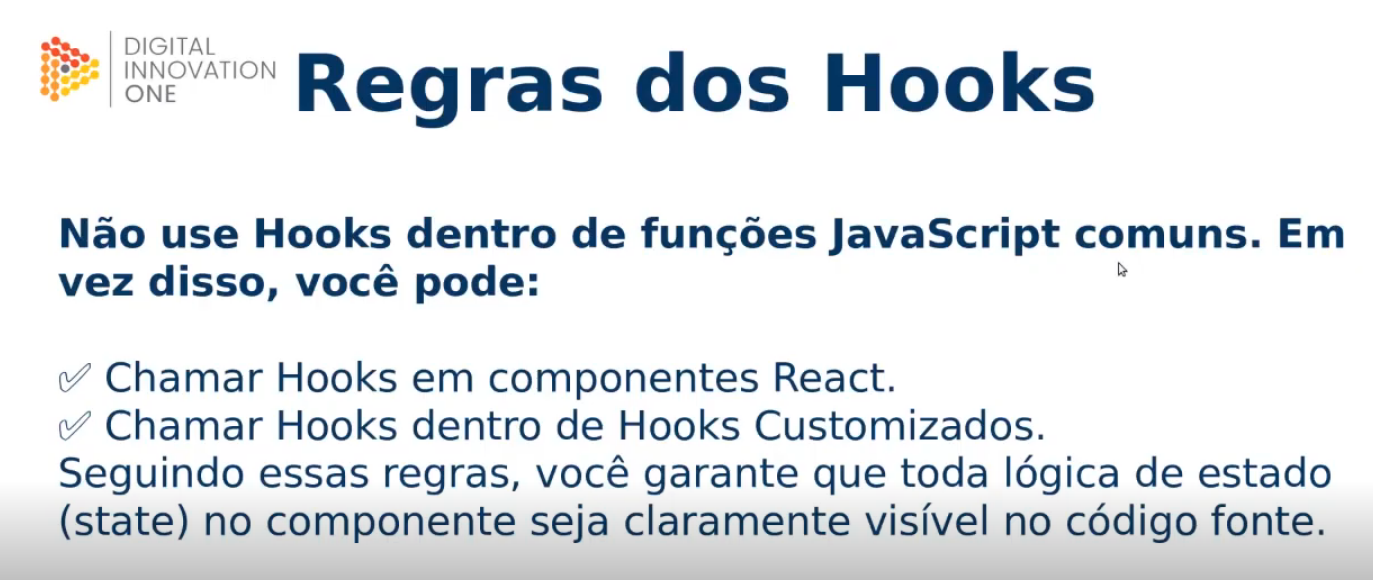 DIGITAL
INNOVATION
ONE
Regras dos Hooks
Não use Hooks dentro de funções JavaScript comuns. Em
vez disso, você pode:
✅ Chamar Hooks em componentes React.
✅ Chamar Hooks dentro de Hooks Customizados.
Seguindo essas regras, você garante que toda lógica de estado
(state) no componente seja claramente visível no código fonte.